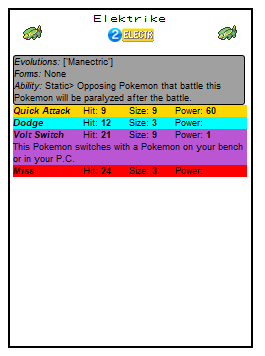 Elektrike
2 ELECTR
Evolutions: ['Manectric']
Forms: None
Ability: Static> Opposing Pokemon that battle this
Pokemon will be paralyzed after the battle.
Quick Attack Hit: 9 Size: 9 Power: 60
Dodge Hit: 12 Size: 3 Power:
Volt Switch Hit: 21 Size: 9 Power: 1
This Pokemon switches with a Pokemon on your bench
or in your P.C.
Miss Hit: 24 Size: 3 Power: